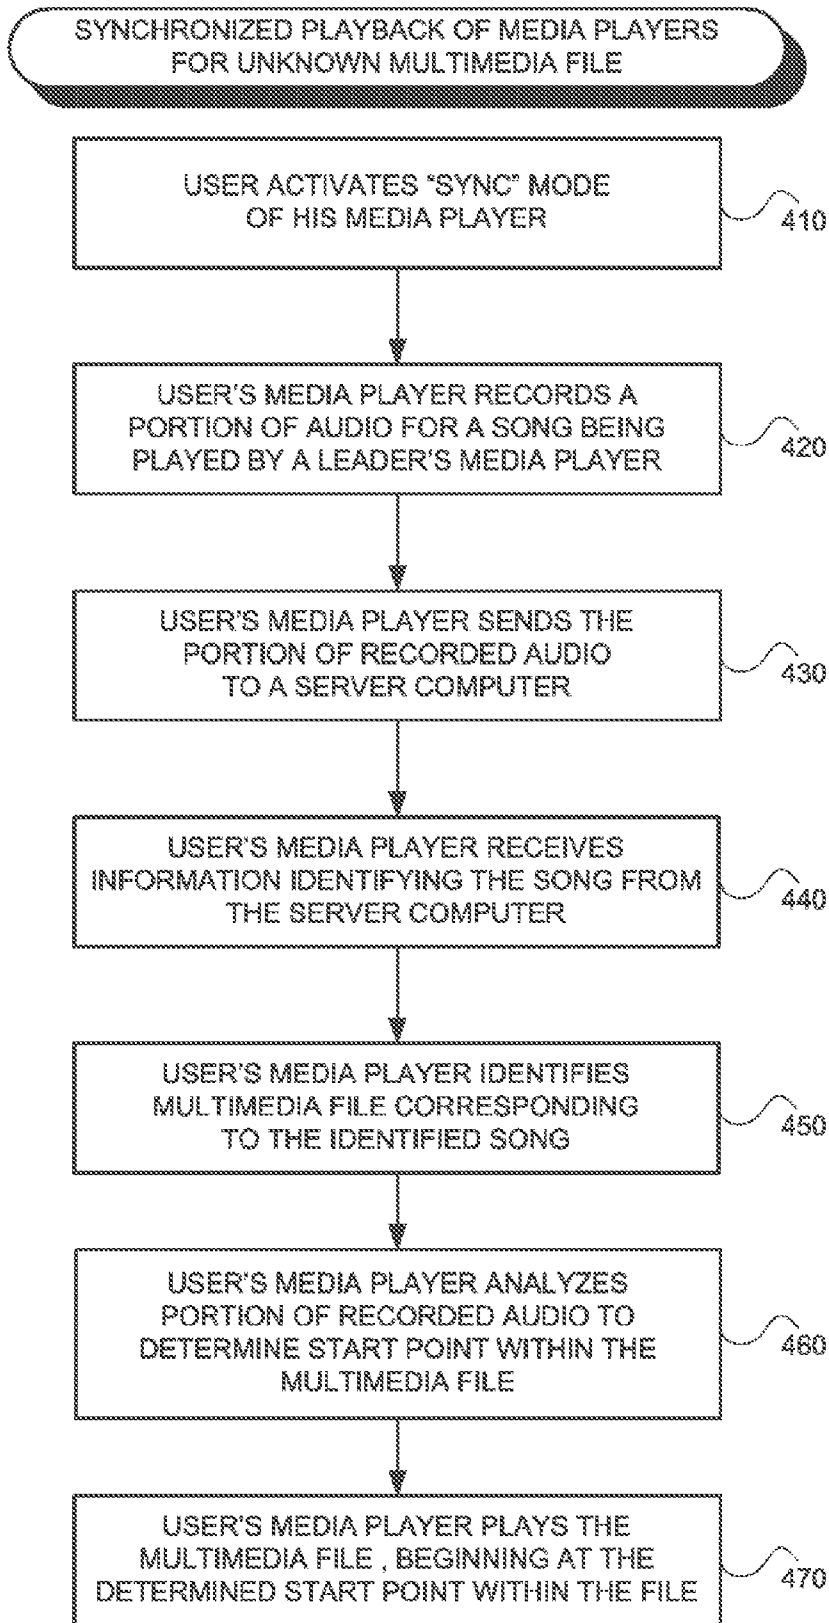 SYNCHRONIZED PLAYBACK OF MEDIA PLAYERS
FOR UNKNOWN MULTIMEDIA FILE
USER ACTIVATES "SYNC" MODE
OF HIS MEDIA PLAYER
410
USER'S MEDIA PLAYER RECORDS A
PORTION OF AUDIO FOR A SONG BEING
PLAYED BY A LEADER'S MEDIA PLAYER
420
USER'S MEDIA PLAYER SENDS THE
PORTION OF RECORDED AUDIO
TO A SERVER COMPUTER
430
USER'S MEDIA PLAYER RECEIVES
INFORMATION IDENTIFYING THE SONG FROM
THE SERVER COMPUTER
440
USER'S MEDIA PLAYER IDENTIFIES
MULTIMEDIA FILE CORRESPONDING
TO THE IDENTIFIED SONG
450
USER'S MEDIA PLAYER ANALYZES
PORTION OF RECORDED AUDIO TO
DETERMINE START POINT WITHIN THE
MULTIMEDIA FILE
460
USER'S MEDIA PLAYER PLAYS THE
MULTIMEDIA FILE , BEGINNING AT THE
DETERMINED START POINT WITHIN THE FILE
470